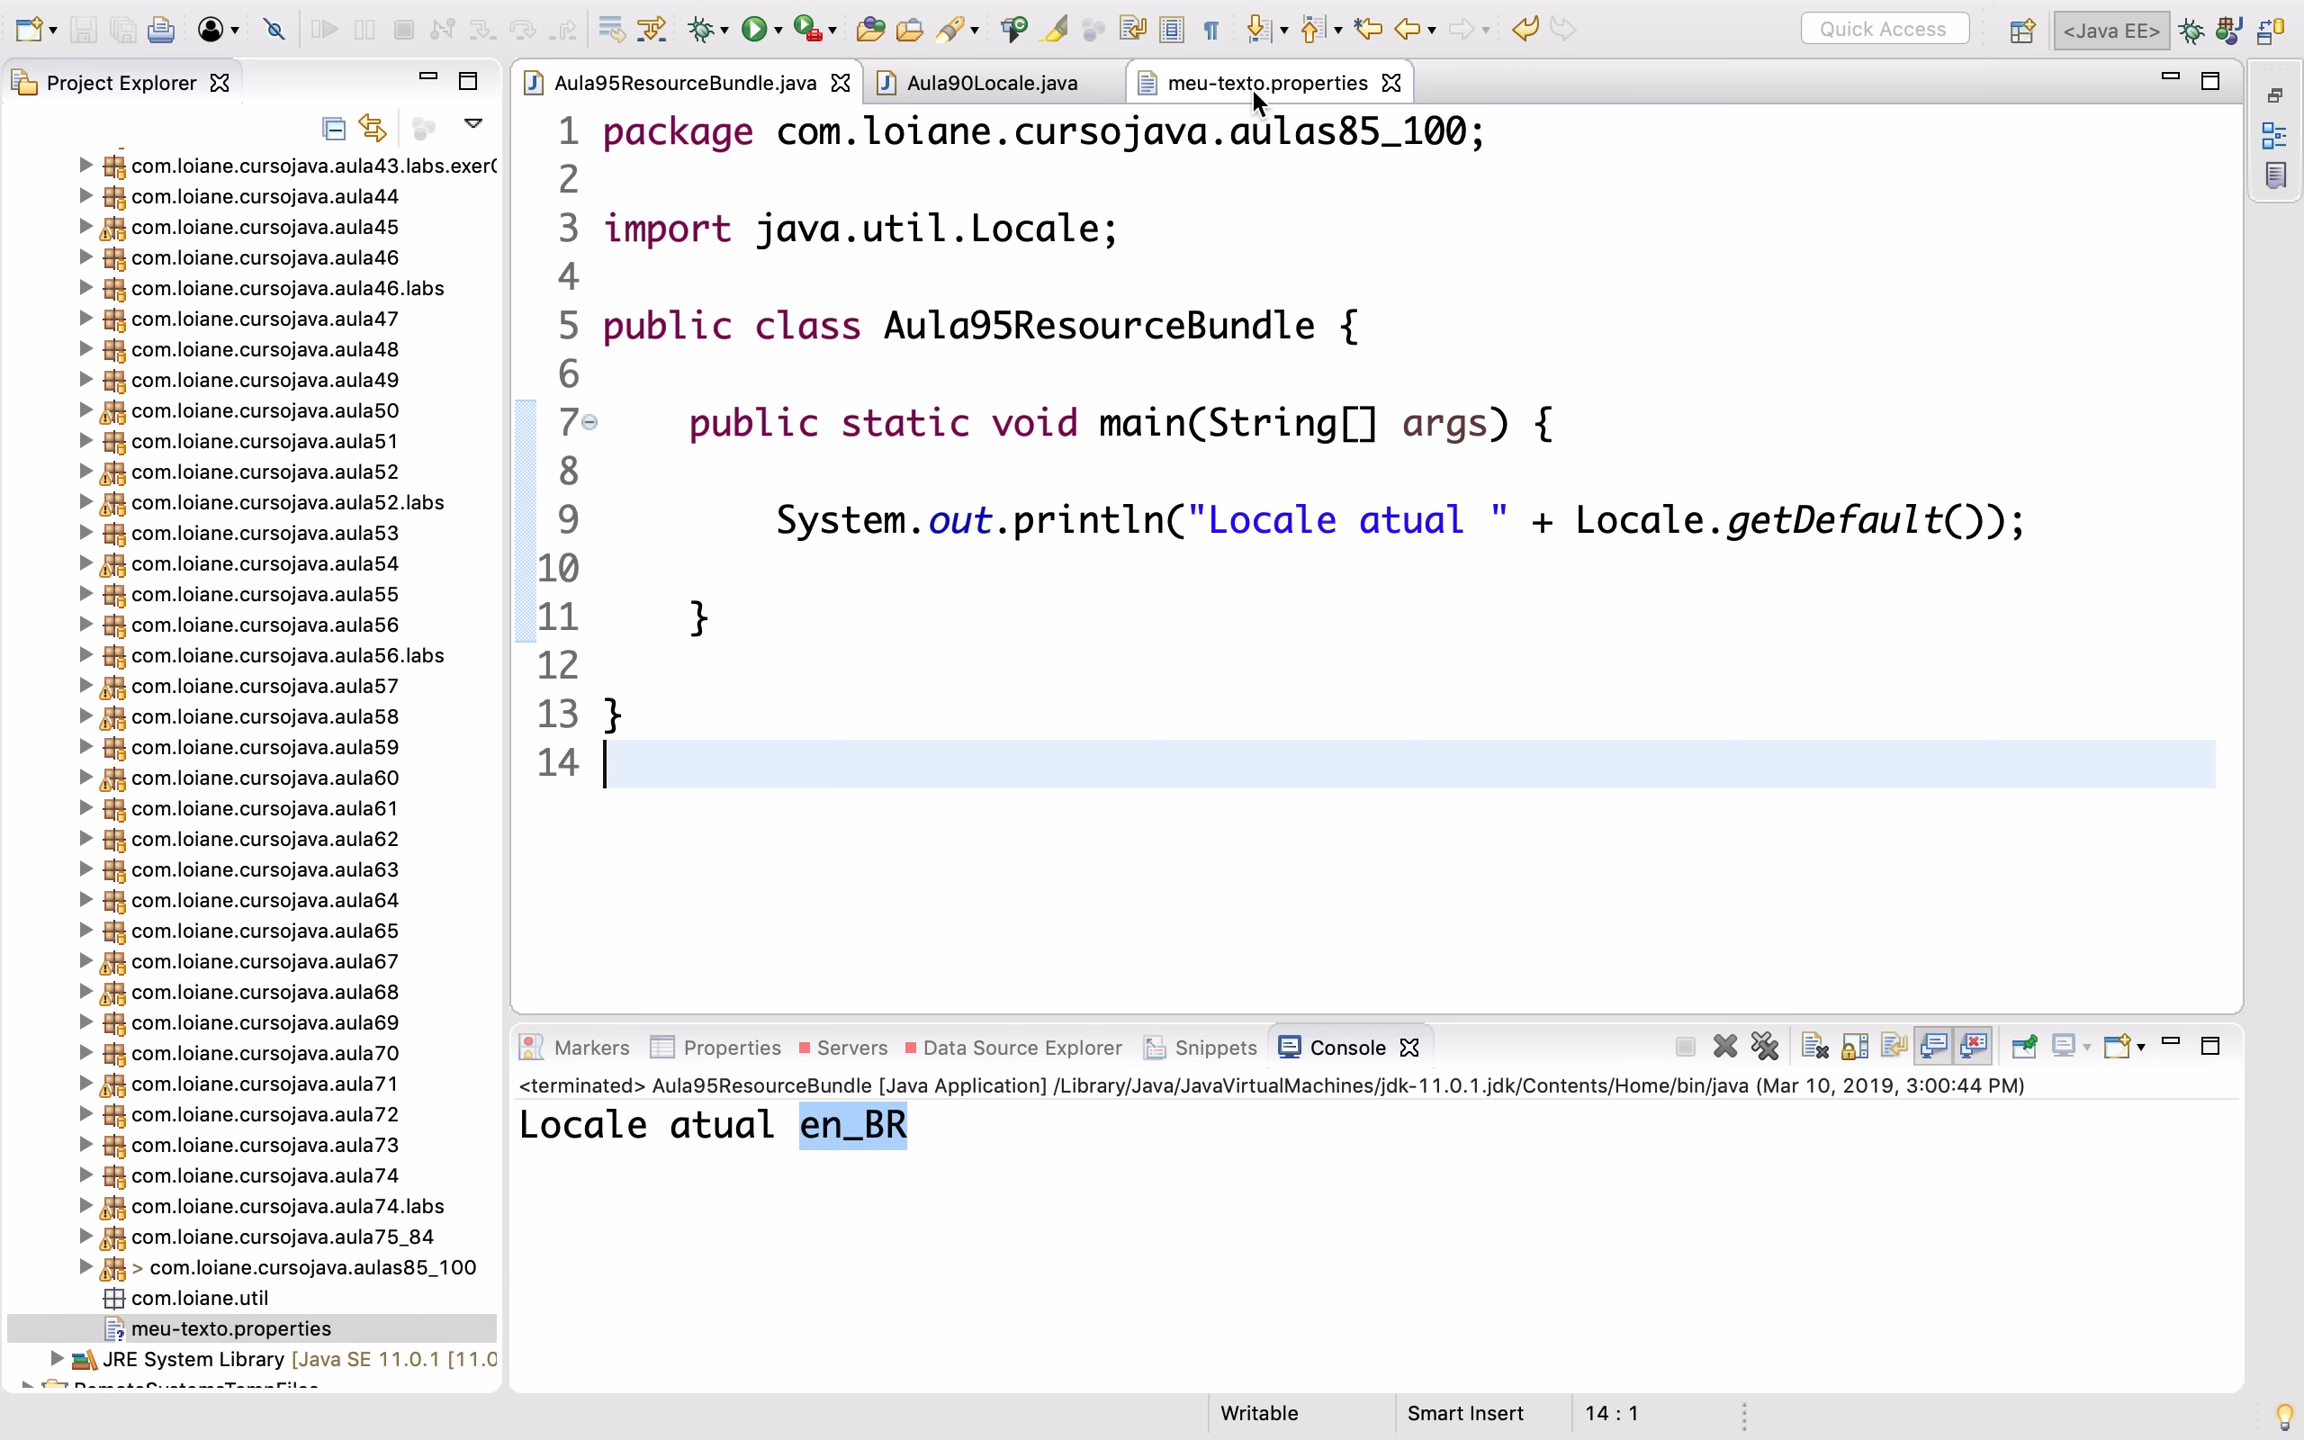 Quick Access
<Java EE>
Project Explorer
com.loiane.cursojava.aula43.labs.exer
com.loiane.cursojava.aula44
com.loiane.cursojava.aula45
com.loiane.cursojava.aula46
com.loiane.cursojava.aula46.labs
com.loiane.cursojava.aula47
com.loiane.cursojava.aula48
com.loiane.cursojava.aula49
com.loiane.cursojava.aula50
com.loiane.cursojava.aula51
com.loiane.cursojava.aula52
com.loiane.cursojava.aula52.labs
com.loiane.cursojava.aula53
com.loiane.cursojava.aula54
com.loiane.cursojava.aula55
com.loiane.cursojava.aula56
com.loiane.cursojava.aula56.labs
com.loiane.cursojava.aula57
com.loiane.cursojava.aula58
com.loiane.cursojava.aula59
com.loiane.cursojava.aula60
com.loiane.cursojava.aula61
com.loiane.cursojava.aula62
com.loiane.cursojava.aula63
com.loiane.cursojava.aula64
com.loiane.cursojava.aula65
com.loiane.cursojava.aula67
com.loiane.cursojava.aula68
com.loiane.cursojava.aula69
com.loiane.cursojava.aula70
com.loiane.cursojava.aula71
com.loiane.cursojava.aula72
com.loiane.cursojava.aula73
com.loiane.cursojava.aula74
com.loiane.cursojava.aula74.labs
com.loiane.cursojava.aula75_84
> com.loiane.cursojava.aulas85_100
com.loiane.util
meu-texto.properties
JRE System Library [Java SE 11.0.1 [11.0
Aula95ResourceBundle.java
Aula90Locale.java
meu-texto.properties
1 package com.loiane.cursojava.aulas85_100;
2
3 import java.util.Locale;
4
5 public class Aula95ResourceBundle {
6
7 public static void main(String[] args) {
8
9 System.out.println("Locale atual " + Locale.getDefault());
10
11 }
12
13 }
14
Markers Properties Servers Data Source Explorer Snippets Console
<terminated> Aula95ResourceBundle [Java Application] /Library/Java/JavaVirtualMachines/jdk-11.0.1.jdk/Contents/Home/bin/java (Mar 10, 2019, 3:00:44 PM)
Locale atual en_BR
Writable Smart Insert 14 : 1